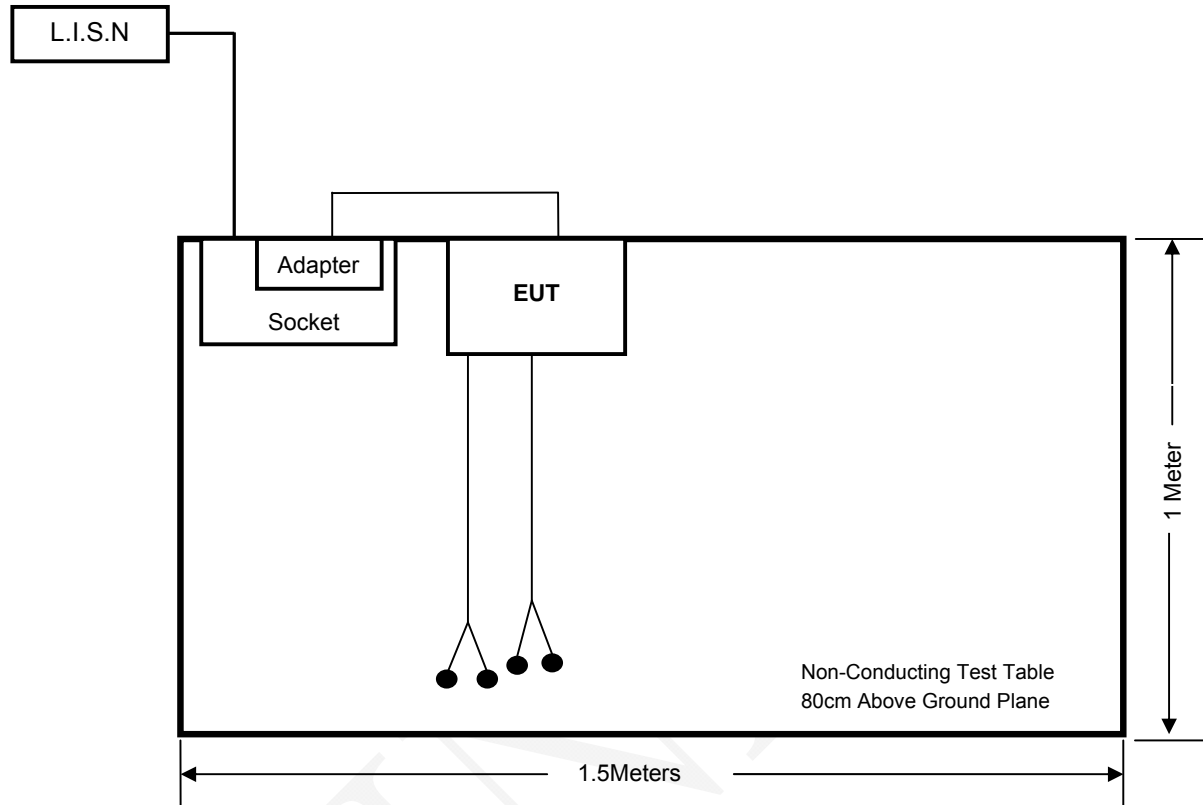 L.I.S.N
Adapter
Socket
EUT
1 Meter
Non-Conducting Test Table
80cm Above Ground Plane
1.5Meters